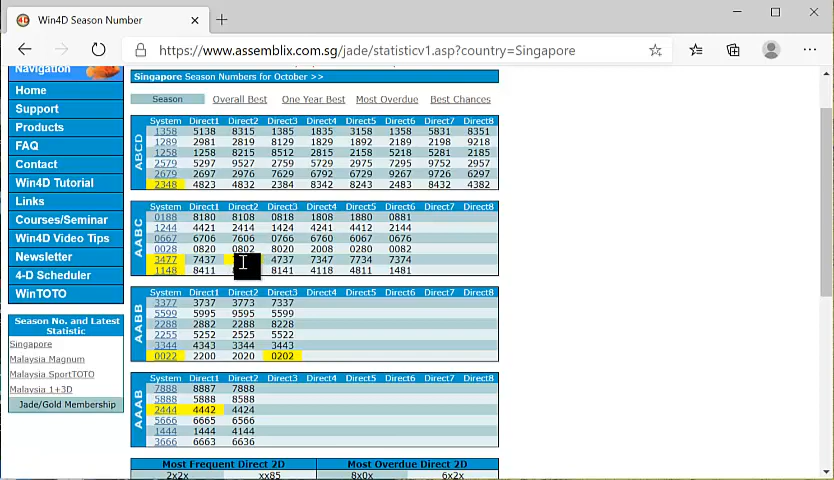 Win4D Season Number
https://www.assemblix.com.sg/jade/statisticv1.asp?country=Singapore
Navigation
Home
Support
Products
FAQ
Contact
Win4D Tutorial
Links
Courses/Seminar
Win4D Video Tips
Newsletter
4-D Scheduler
WinTOTO
Season No. and Latest
Statistic
Singapore
Malaysia Magnum
Malaysia SportTOTO
Malaysia 1+3D
Jade/Gold Membership
Singapore Season Numbers for October >>
Season Overall Best One Year Best Most Overdue Best Chances
ABCD
System Direct1 Direct2 Direct3 Direct4 Direct5 Direct6 Direct7 Direct8
1358 5138 8315 1385 1835 3158 1358 5831 8351
1289 2981 2819 8129 1829 1892 2189 2198 9218
1258 1258 8215 8512 2815 2158 5218 5281 2185
2579 5297 9527 2759 5729 2975 7295 9752 2957
2679 2697 2976 7629 6792 6729 9267 9726 6297
2348 4823 4832 2384 8342 8243 2483 8432 4382
AABC
System Direct1 Direct2 Direct3 Direct4 Direct5 Direct6 Direct7 Direct8
0188 8180 8108 0818 1808 1880 0881
1244 4421 2414 1424 4241 4412 2144
0667 6706 7606 0766 6760 6067 0676
0028 0820 0802 8020 2008 0280 0082
3477 7437 4737 7347 7734 7374
1148 8411 8141 4118 4811 1481
AABB
System Direct1 Direct2 Direct3 Direct4 Direct5 Direct6 Direct7 Direct8
3377 3737 3773 7337
5599 5995 9595 5599
2288 2882 2288 8228
2255 5252 2525 5522
3344 4343 3344 3443
0022 2200 2020 0202
AAAB
System Direct1 Direct2 Direct3 Direct4 Direct5 Direct6 Direct7 Direct8
7888 8887 7888
5888 5888 8588
2444 4442 4424
5666 6665 6566
1444 4414 4144
3666 6663 6636
Most Frequent Direct 2D Most Overdue Direct 2D
2x2x xx85 8x0x 6x2x